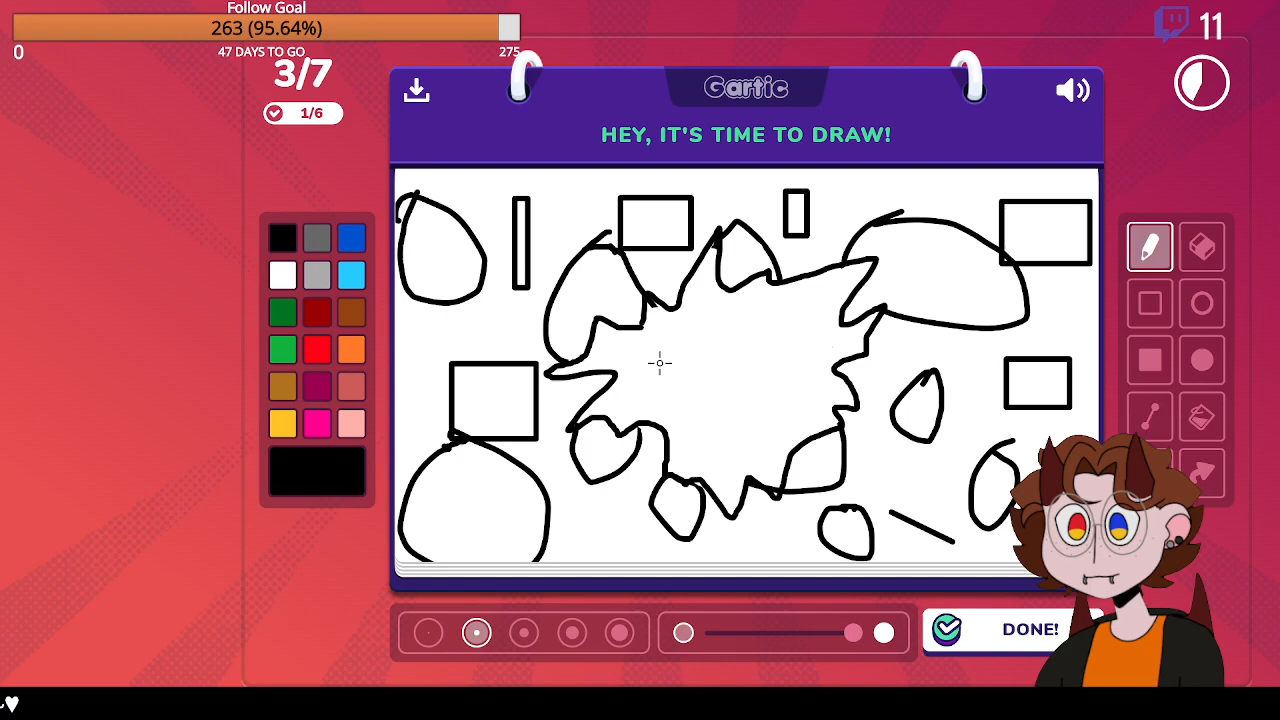 Follow Goal
263 (95.64%)
0
47 DAYS TO GO
275
11
3/7
1/6
Gartic
HEY, IT'S TIME TO DRAW!
DONE!